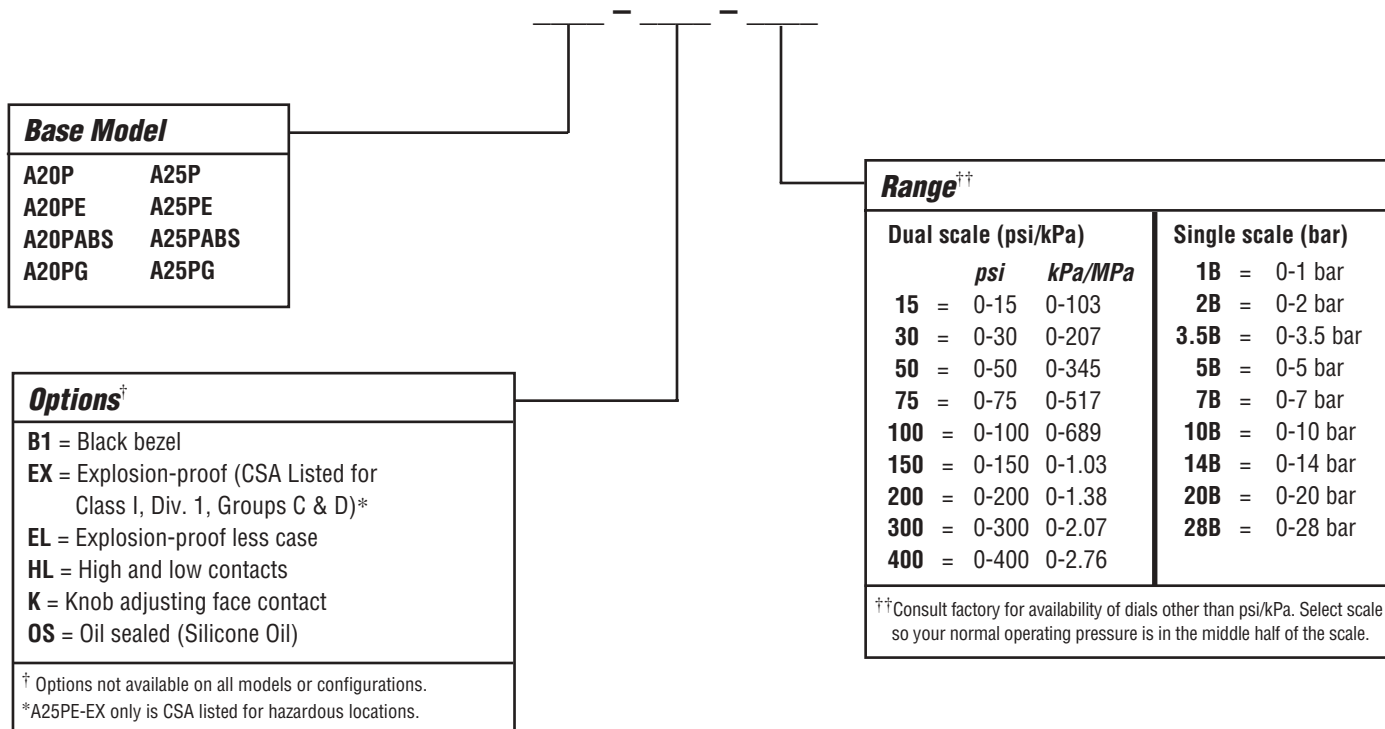 ___ – ___ – ___
Base Model
A20P A25P
A20PE A25PE
A20PABS A25PABS
A20PG A25PG
Options†
B1 = Black bezel
EX = Explosion-proof (CSA Listed for
Class I, Div. 1, Groups C & D)*
EL = Explosion-proof less case
HL = High and low contacts
K = Knob adjusting face contact
OS = Oil sealed (Silicone Oil)
† Options not available on all models or configurations.
*A25PE-EX only is CSA listed for hazardous locations.
Range††
Dual scale (psi/kPa)
psi kPa/MPa
15 = 0-15 0-103
30 = 0-30 0-207
50 = 0-50 0-345
75 = 0-75 0-517
100 = 0-100 0-689
150 = 0-150 0-1.03
200 = 0-200 0-1.38
300 = 0-300 0-2.07
400 = 0-400 0-2.76
Single scale (bar)
1B = 0-1 bar
2B = 0-2 bar
3.5B = 0-3.5 bar
5B = 0-5 bar
7B = 0-7 bar
10B = 0-10 bar
14B = 0-14 bar
20B = 0-20 bar
28B = 0-28 bar
††Consult factory for availability of dials other than psi/kPa. Select scale
so your normal operating pressure is in the middle half of the scale.